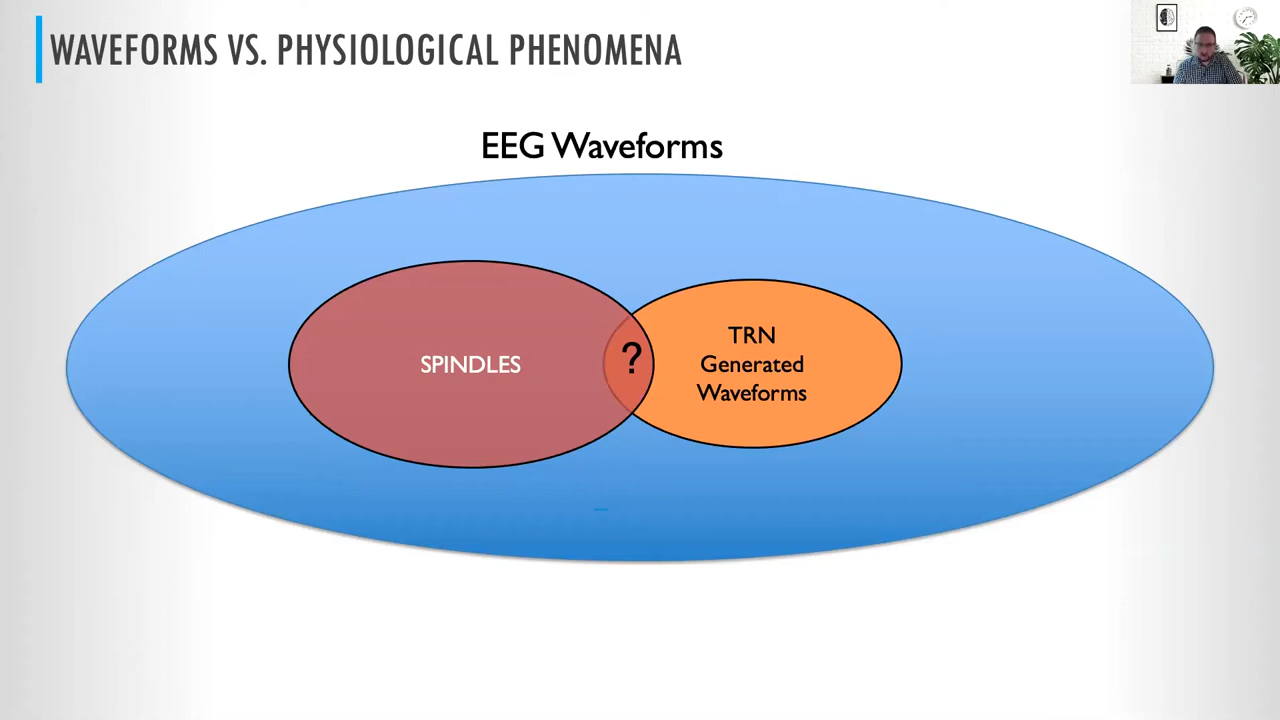 WAVEFORMS VS. PHYSIOLOGICAL PHENOMENA
EEG Waveforms
SPINDLES
?
TRN
Generated
Waveforms